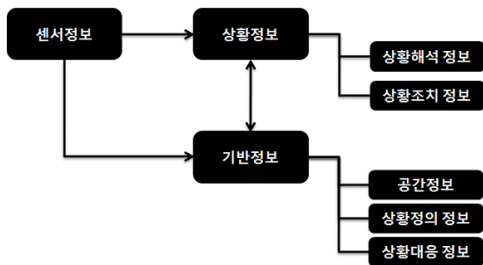 센서정보
상황정보
상황해석 정보
상황조치 정보
기반정보
공간정보
상황정의 정보
상황대응 정보